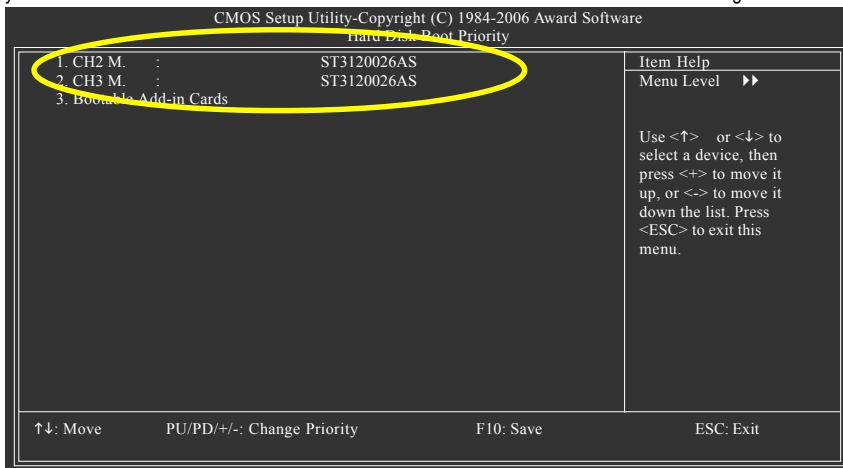 CMOS Setup Utility-Copyright (C) 1984-2006 Award Software
Hard Disk Boot Priority
1. CH2 M. : ST3120026AS
2. CH3 M. : ST3120026AS
3. Bootable Add-in Cards
Item Help
Menu Level ▶▶
Use <↑> or <↓> to
select a device, then
press <+> to move it
up, or <-> to move it
down the list. Press
<ESC> to exit this
menu.
↑↓: Move PU/PD/+/-: Change Priority F10: Save ESC: Exit